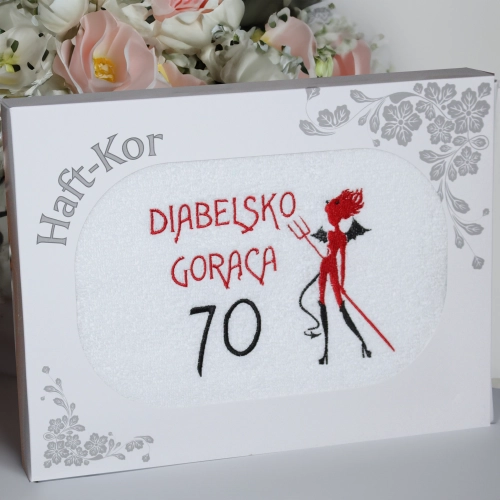 Haft-Kor
DIABELSKO
GORACA
70